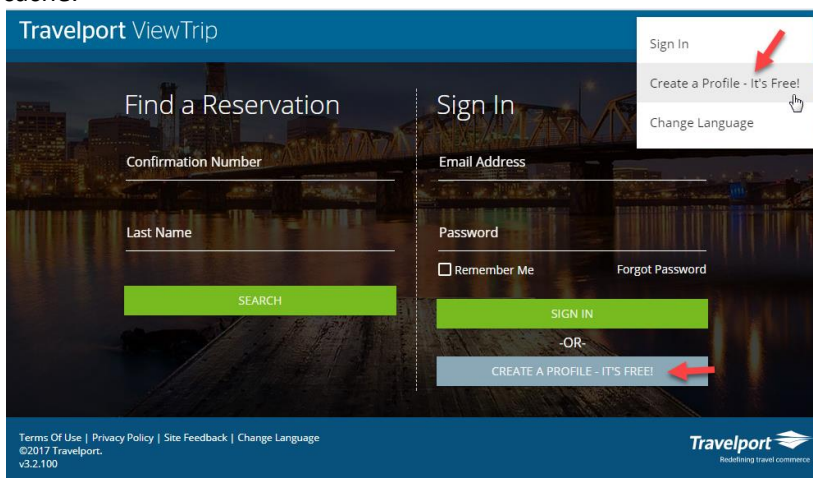 Travelport ViewTrip
Sign In
Create a Profile - It's Free!
Change Language
Find a Reservation
Confirmation Number
Last Name
SEARCH
Sign In
Email Address
Password
Remember Me
Forgot Password
SIGN IN
-OR-
CREATE A PROFILE - IT'S FREE!
Terms Of Use | Privacy Policy | Site Feedback | Change Language
©2017 Travelport.
v3.2.100
Travelport
Redefining travel commerce